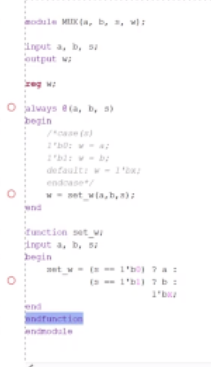 module MUX(a, b, s, w);
input a, b, s;
output w;
reg w;
always @(a, b, s)
begin
/*case(s)
1'b0: w = a;
1'b1: w = b;
default: w = 1'bx;
endcase*/
w = set_w(a,b,s);
end
function set_w;
input a, b, s;
begin
set_w = (s == 1'b0) ? a :
(s == 1'b1) ? b :
1'bx;
end
endfunction
endmodule